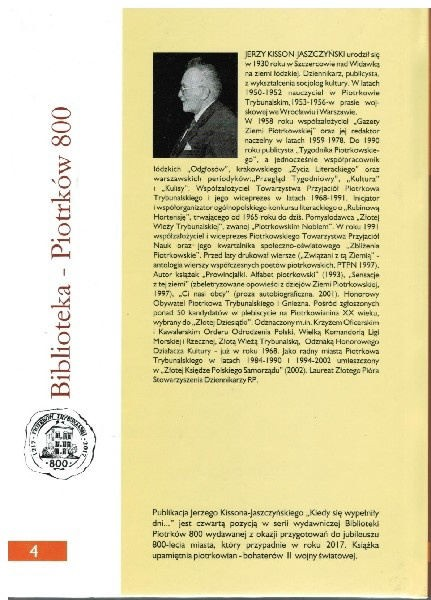 JERZY KISSON JASZCZYŃSKI urodził się
w 1930 roku w Szczercowie nad Widawką
na ziemi łódzkiej. Dziennikarz, publicysta,
z wykształcenia socjolog kultury. W latach
1950-1952 nauczyciel w Piotrkowie
Trybunalskim, 1953-1956-w prasie woj-
skowej we Wrocławiu i Warszawie.
W 1958 roku współzałożyciel „Gazety
Ziemi Piotrkowskiej" oraz jej redaktor
naczelny w latach 1959-1978. Do 1990
roku publicysta „Tygodnika Piotrkowskie-
go", a jednocześnie współpracownik
łódzkich „Odgłosów", krakowskiego „Życia Literackiego" oraz
warszawskich periodyków: „Przegląd Tygodniowy", „Kultura"
i „Kulisy". Współzałożyciel Towarzystwa Przyjaciół Piotrkowa
Trybunalskiego i jego wiceprezes w latach 1968-1991. Inicjator
i współorganizator ogólnopolskiego konkursu literackiego o „Rubinową
Hortensję", trwającego od 1965 roku do dziś. Pomysłodawca „Złotej
Wieży Trybunalskiej", zwanej „Piotrkowskim Noblem". W roku 1991
współzałożyciel i wiceprezes Piotrkowskiego Towarzystwa Przyjaciół
Nauk oraz jego kwartalnika społeczno-oświatowego „Zbliżenia
Piotrkowskie". Przed laty drukował wiersze („Związani z tą Ziemią" -
antologia wierszy współczesnych poetów piotrkowskich, PTPN 1997).
Autor książek „Prowincjałki. Alfabet piotrkowski" (1993), „Sensacje
z tej ziemi" (zbeletryzowane opowieści z dziejów Ziemi Piotrkowskiej,
1997), „Ci nasi obcy" (proza autobiograficzna, 2001). Honorowy
Obywatel Piotrkowa Trybunalskiego i Gniezna. Pośród zgłoszonych
ponad 50 kandydatów w plebiscycie na Piotrkowianina XX wieku,
wybrany do „Złotej Dziesiątki". Odznaczony m.in. Krzyżem Oficerskim
i Kawalerskim Orderu Odrodzenia Polski, Wielką Komandorią Ligi
Morskiej i Rzecznej, Złotą Wieżą Trybunalską, Odznaką Honorowego
Działacza Kultury - już w roku 1968. Jako radny miasta Piotrkowa
Trybunalskiego w latach 1984-1990 i 1994-2002 umieszczony
w „Złotej Księdze Polskiego Samorządu" (2002). Laureat Złotego Pióra
Stowarzyszenia Dziennikarzy RP.
Publikacja Jerzego Kissona-Jaszczyńskiego „Kiedy się wypełniły
dni..." jest czwartą pozycją w serii wydawniczej Biblioteki
Piotrków 800 wydawanej z okazji przygotowań do jubileuszu
800-lecia miasta, który przypadnie w roku 2017. Książka
upamiętnia piotrkowian - bohaterów II wojny światowej.
Biblioteka - Piotrków 800
1217 - PIOTRKÓW TRYBUNALSKI - 2017
800
4